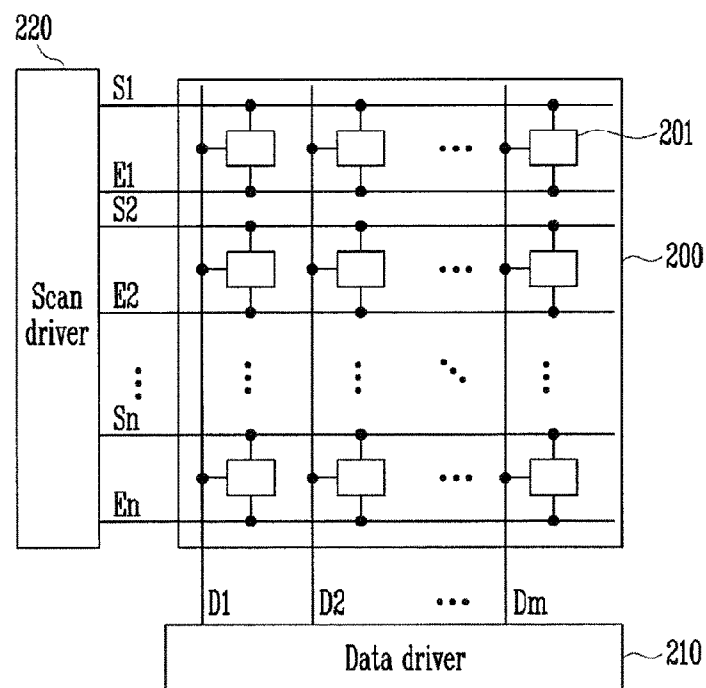 220
S1
201
E1
S2
200
Scan
driver
E2
Sn
En
D1 D2 ... Dm
Data driver
210